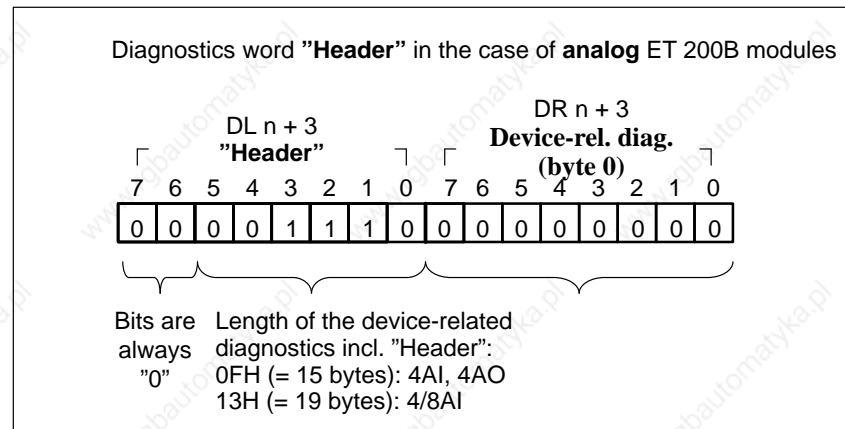 Diagnostics word ”Header” in the case of analog ET 200B modules
DL n + 3
”Header”
DR n + 3
Device-rel. diag.
(byte 0)
7 6 5 4 3 2 1 0 7 6 5 4 3 2 1 0
0 0 0 0 1 1 1 0 0 0 0 0 0 0 0 0
Bits are
always
”0”
Length of the device-related
diagnostics incl. ”Header”:
0FH (= 15 bytes): 4AI, 4AO
13H (= 19 bytes): 4/8AI
www.rgbautomatyka.pl